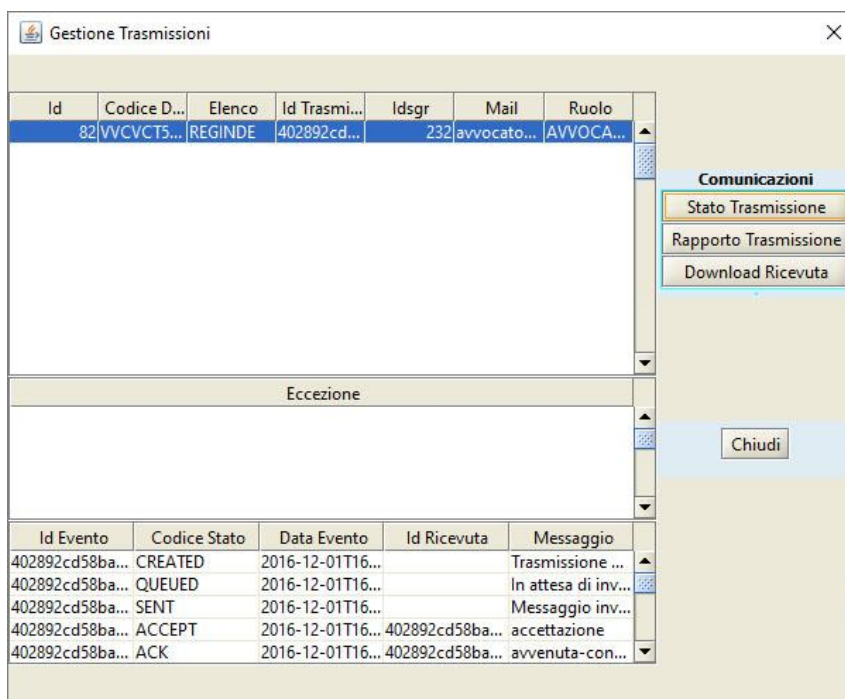 Gestione Trasmissioni
Id Codice D... Elenco Id Trasmi... Idsgr Mail Ruolo
82 VVCVCT5... REGINDE 402892cd... 232 avvocato... AVVOCA...
Comunicazioni
Stato Trasmissione
Rapporto Trasmissione
Download Ricevuta
Eccezione
Chiudi
Id Evento Codice Stato Data Evento Id Ricevuta Messaggio
402892cd58ba... CREATED 2016-12-01T16... Trasmissione ...
402892cd58ba... QUEUED 2016-12-01T16... In attesa di inv...
402892cd58ba... SENT 2016-12-01T16... Messaggio inv...
402892cd58ba... ACCEPT 2016-12-01T16... 402892cd58ba... accettazione
402892cd58ba... ACK 2016-12-01T16... 402892cd58ba... avvenuta-con...